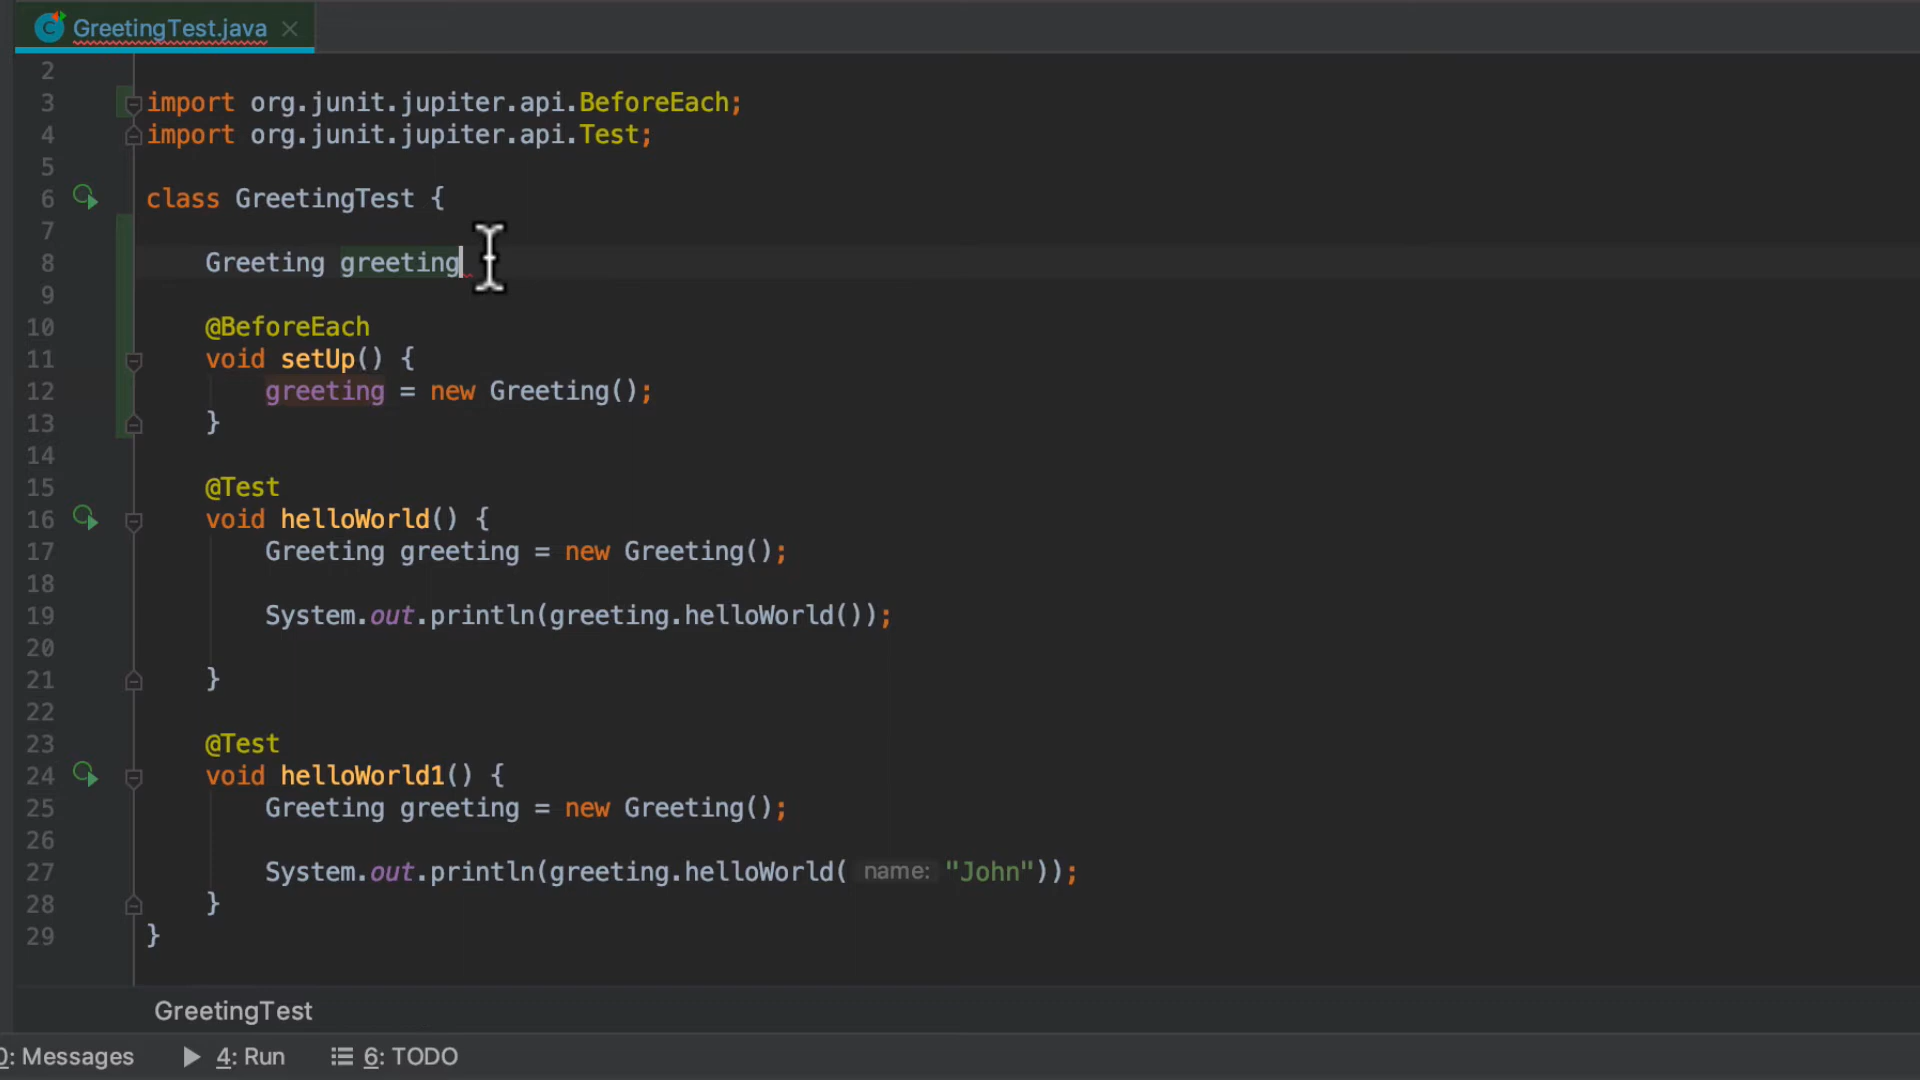 GreetingTest.java
2
3 import org.junit.jupiter.api.BeforeEach;
4 import org.junit.jupiter.api.Test;
5
6 class GreetingTest {
7
8 Greeting greeting
9
10 @BeforeEach
11 void setUp() {
12 greeting = new Greeting();
13 }
14
15 @Test
16 void helloWorld() {
17 Greeting greeting = new Greeting();
18
19 System.out.println(greeting.helloWorld());
20
21 }
22
23 @Test
24 void helloWorld1() {
25 Greeting greeting = new Greeting();
26
27 System.out.println(greeting.helloWorld( name: "John"));
28 }
29 }
GreetingTest
0: Messages 4: Run 6: TODO